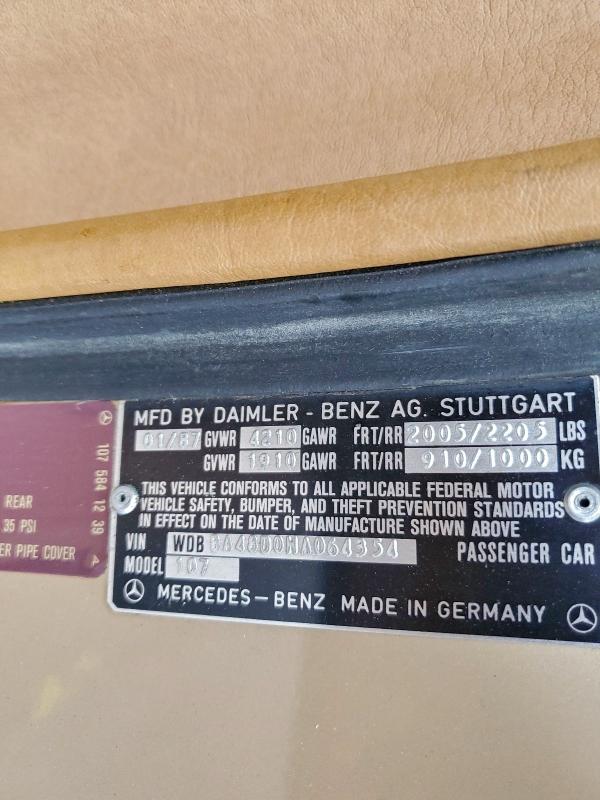 MFD BY DAIMLER - BENZ AG. STUTTGART
01/87 GVWR 4210 GAWR FRT/RR 2005/2205 LBS
GVWR 1910 GAWR FRT/RR 910/1000 KG
THIS VEHICLE CONFORMS TO ALL APPLICABLE FEDERAL MOTOR
VEHICLE SAFETY, BUMPER, AND THEFT PREVENTION STANDARDS
IN EFFECT ON THE DATE OF MANUFACTURE SHOWN ABOVE
VIN WDB BA48D0HA064354 PASSENGER CAR
MODEL 107
MERCEDES-BENZ MADE IN GERMANY
REAR
35 PSI
ER PIPE COVER
107 584 12 39 A